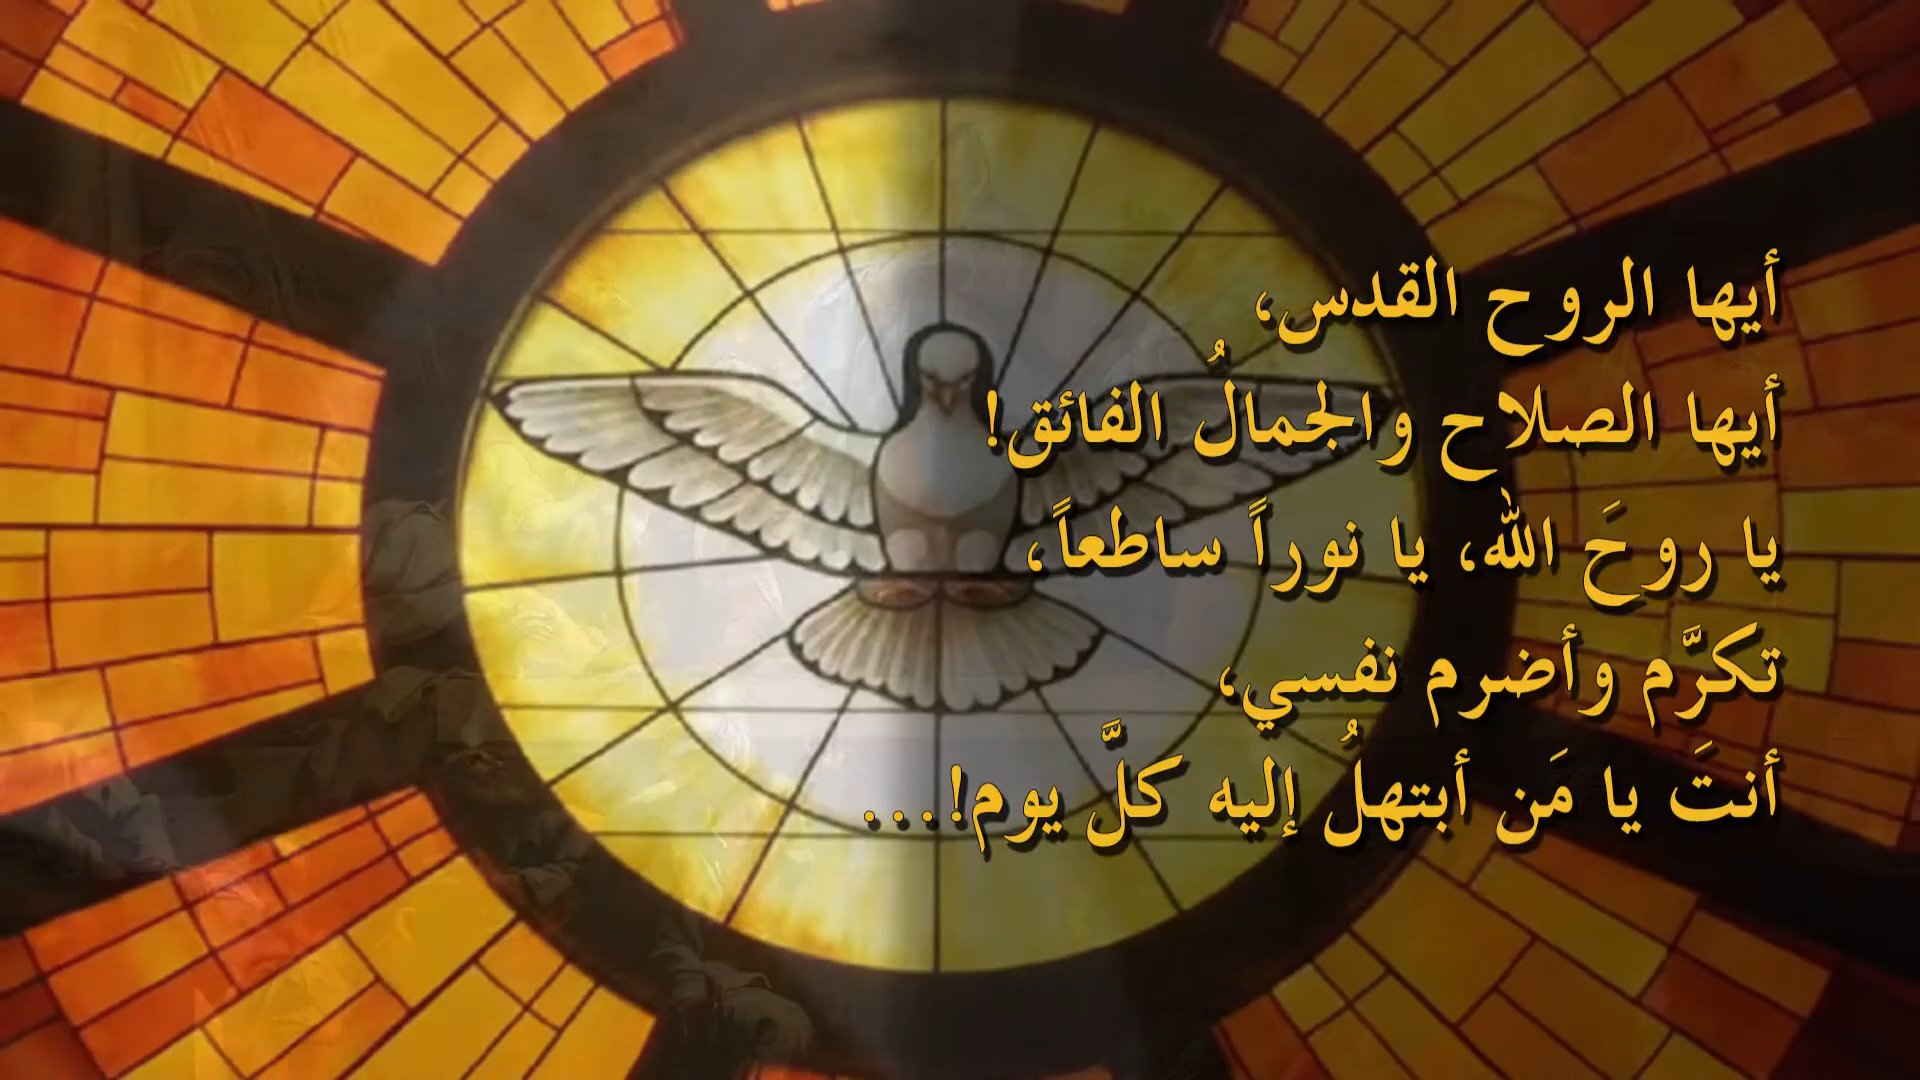 أيها الروح القدس،
أيها الصلاح والجمالُ الفائق!
يا روحَ الله، يا نوراً ساطعاً،
تكرَّم وأضرم نفسي،
أنتَ يا مَن أبتهلُ إليه كلَّ يوم!...